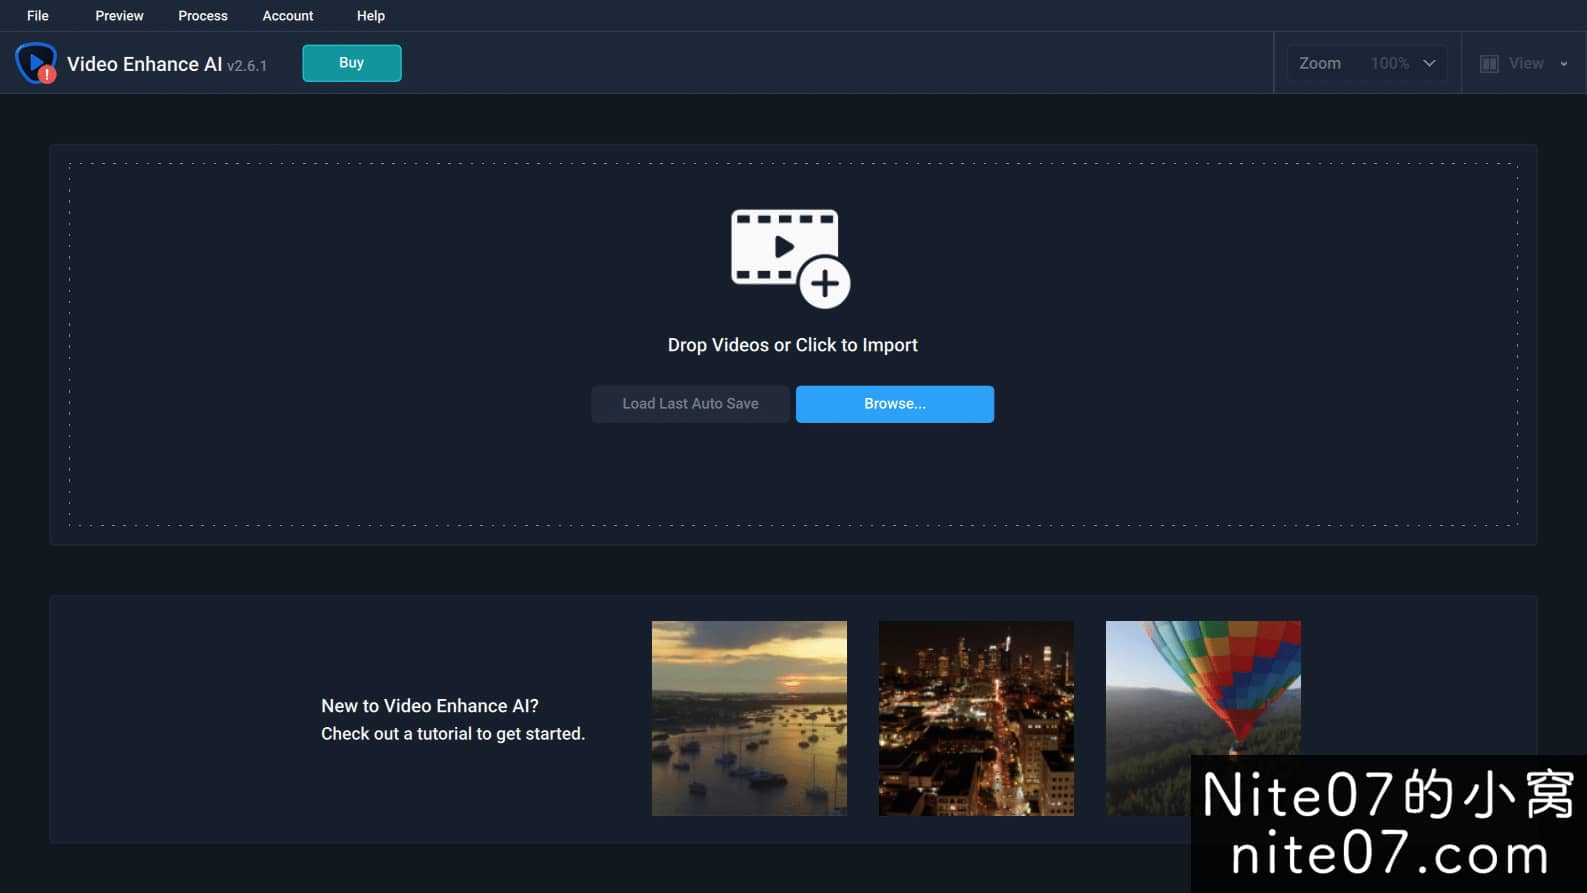 File Preview Process Account Help
Video Enhance AI v2.6.1 Buy Zoom 100% View
Drop Videos or Click to Import
Load Last Auto Save Browse...
New to Video Enhance AI?
Check out a tutorial to get started.
Nite07的小窝
nite07.com